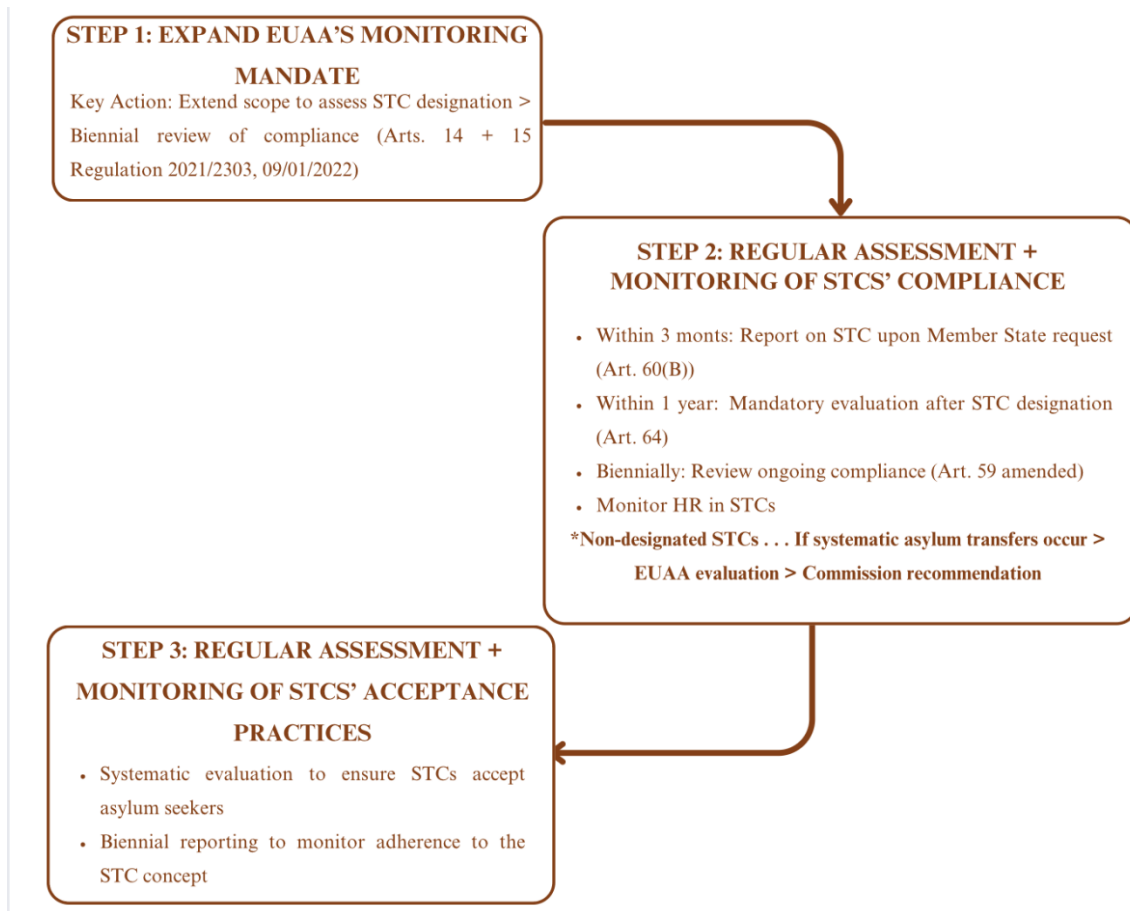 STEP 1: EXPAND EUAA'S MONITORING
MANDATE
Key Action: Extend scope to assess STC designation >
Biennial review of compliance (Arts. 14 + 15
Regulation 2021/2303, 09/01/2022)
STEP 2: REGULAR ASSESSMENT +
MONITORING OF STCS' COMPLIANCE
• Within 3 monts: Report on STC upon Member State request
(Art. 60(B))
• Within 1 year: Mandatory evaluation after STC designation
(Art. 64)
• Biennially: Review ongoing compliance (Art. 59 amended)
• Monitor HR in STCs
*Non-designated STCs . . . If systematic asylum transfers occur >
EUAA evaluation > Commission recommendation
STEP 3: REGULAR ASSESSMENT +
MONITORING OF STCS' ACCEPTANCE
PRACTICES
• Systematic evaluation to ensure STCs accept
asylum seekers
• Biennial reporting to monitor adherence to the
STC concept